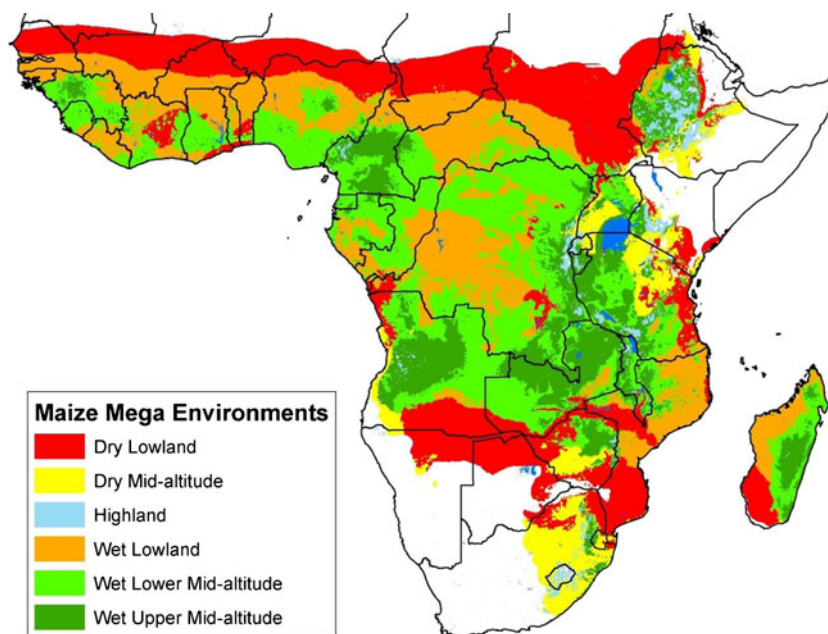 Maize Mega Environments
Dry Lowland
Dry Mid-altitude
Highland
Wet Lowland
Wet Lower Mid-altitude
Wet Upper Mid-altitude